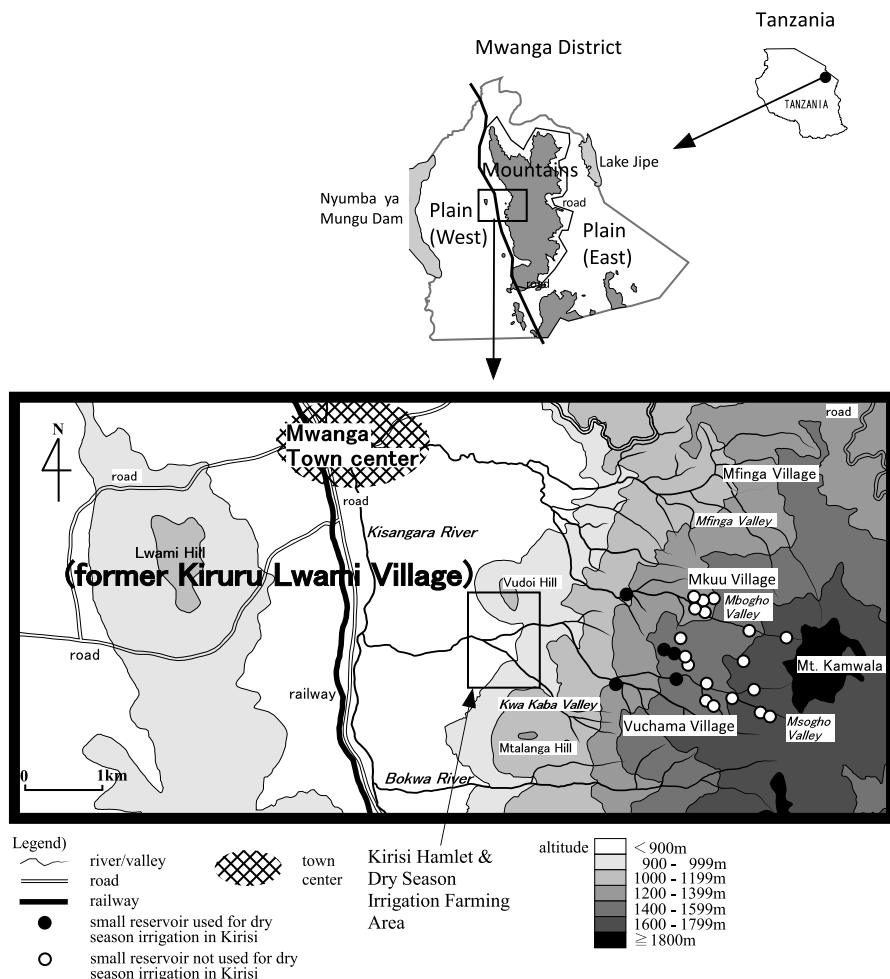 Tanzania
TANZANIA
Mwanga District
Lake Jipe
Mountains
Nyumba ya
Mungu Dam
road
Plain
(West)
Plain
(East)
road
road
N
Mwanga
Town center
road
road
Mfinga Village
Mfinga Valley
Kisangara River
Lwami Hill
(former Kiruru Lwami Village)
Vudoi Hill
Mkuu Village
Mbogho
Valley
road
Mt. Kamwala
railway
Kwa Kaba Valley
Vuchama Village
Msogho
Valley
Mtalanga Hill
0 1km
Bokwa River
Legend)
river/valley
road
railway
small reservoir used for dry
season irrigation in Kirisi
small reservoir not used for dry
season irrigation in Kirisi
town
center
Kirisi Hamlet &
Dry Season
Irrigation Farming
Area
altitude
< 900m
900 - 999m
1000 - 1199m
1200 - 1399m
1400 - 1599m
1600 - 1799m
≧ 1800m